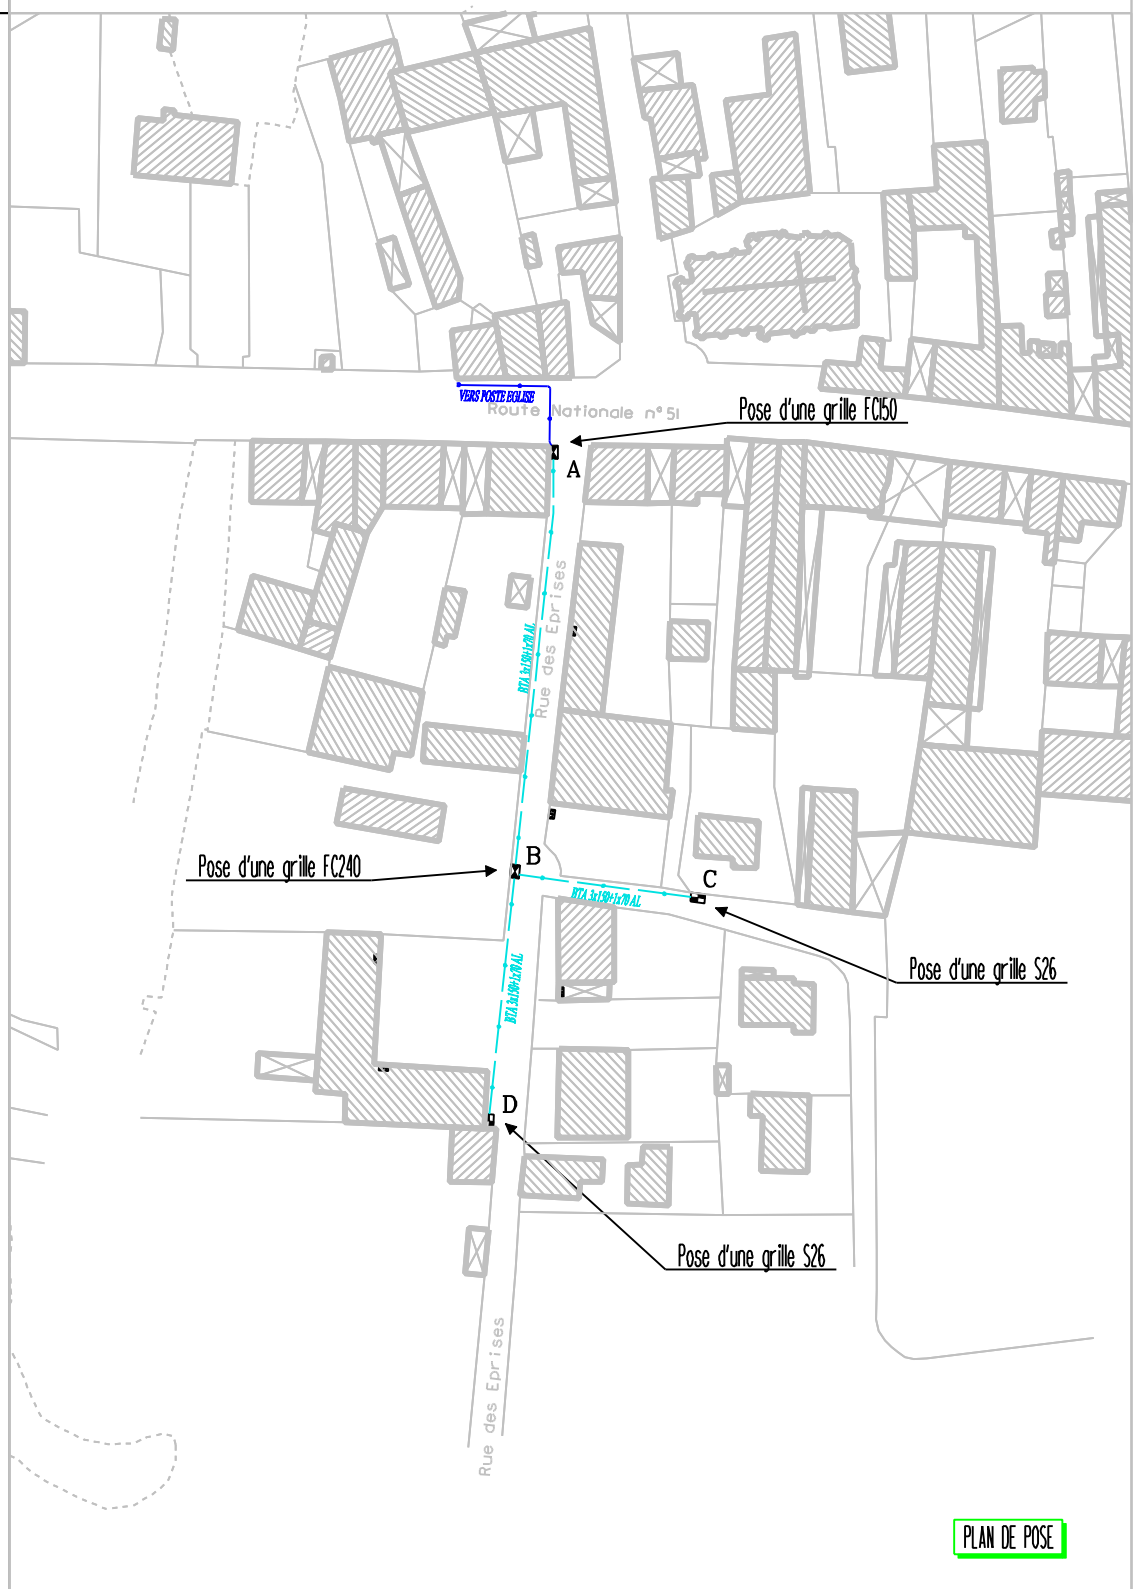 VERS POSTE EGLISE
Route Nationale n°51
Pose d'une grille FC150
A
Rue des Eprises
BTA 3x150+1x70 AL
B
Pose d'une grille FC240
C
BTA 3x150+1x70 AL
Pose d'une grille S26
BTA 3x150+1x70 AL
D
Pose d'une grille S26
Rue des Eprises
PLAN DE POSE